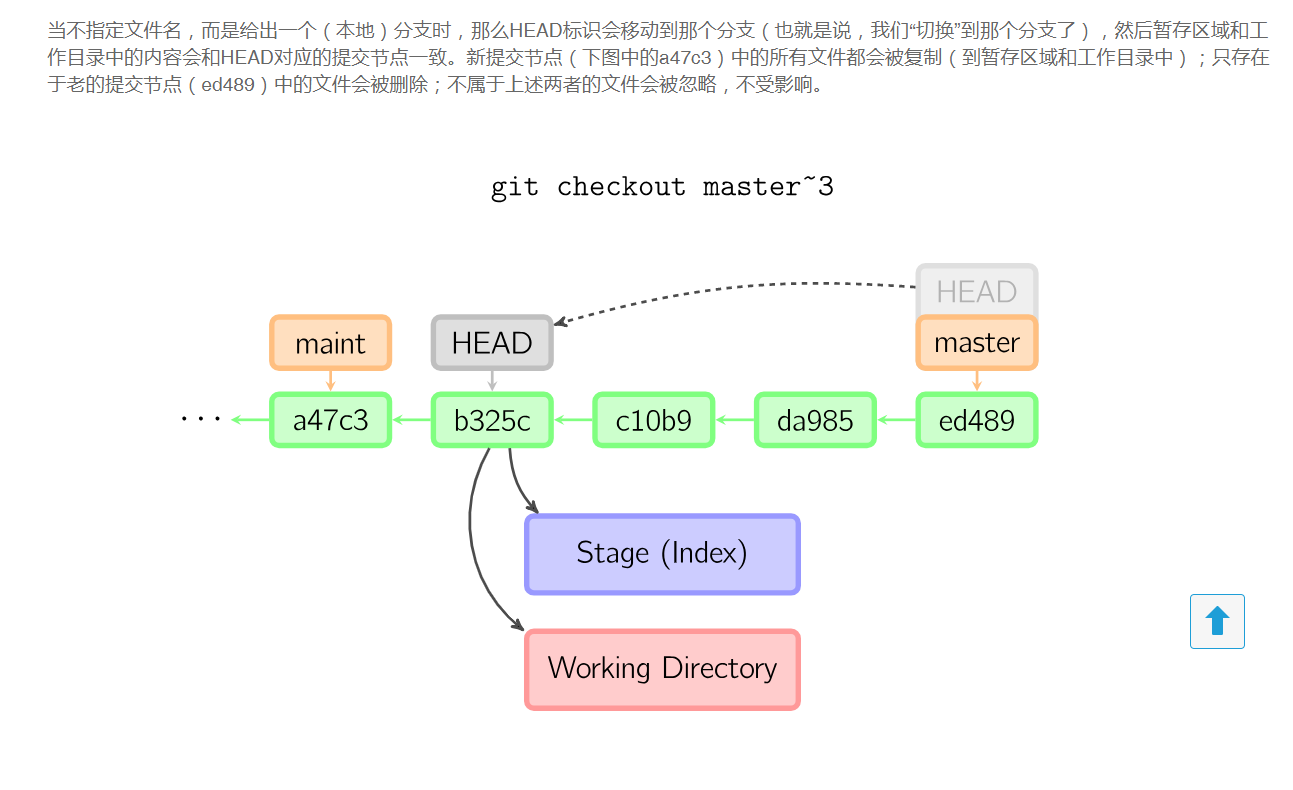 当不指定文件名，而是给出一个（本地）分支时，那么HEAD标识会移动到那个分支（也就是说，我们“切换”到那个分支了），然后暂存区域和工
作目录中的内容会和HEAD对应的提交节点一致。新提交节点（下图中的a47c3）中的所有文件都会被复制（到暂存区域和工作目录中）；只存在
于老的提交节点（ed489）中的文件会被删除；不属于上述两者的文件会被忽略，不受影响。
git checkout master~3
HEAD
maint HEAD master
... a47c3 b325c c10b9 da985 ed489
Stage (Index)
Working Directory